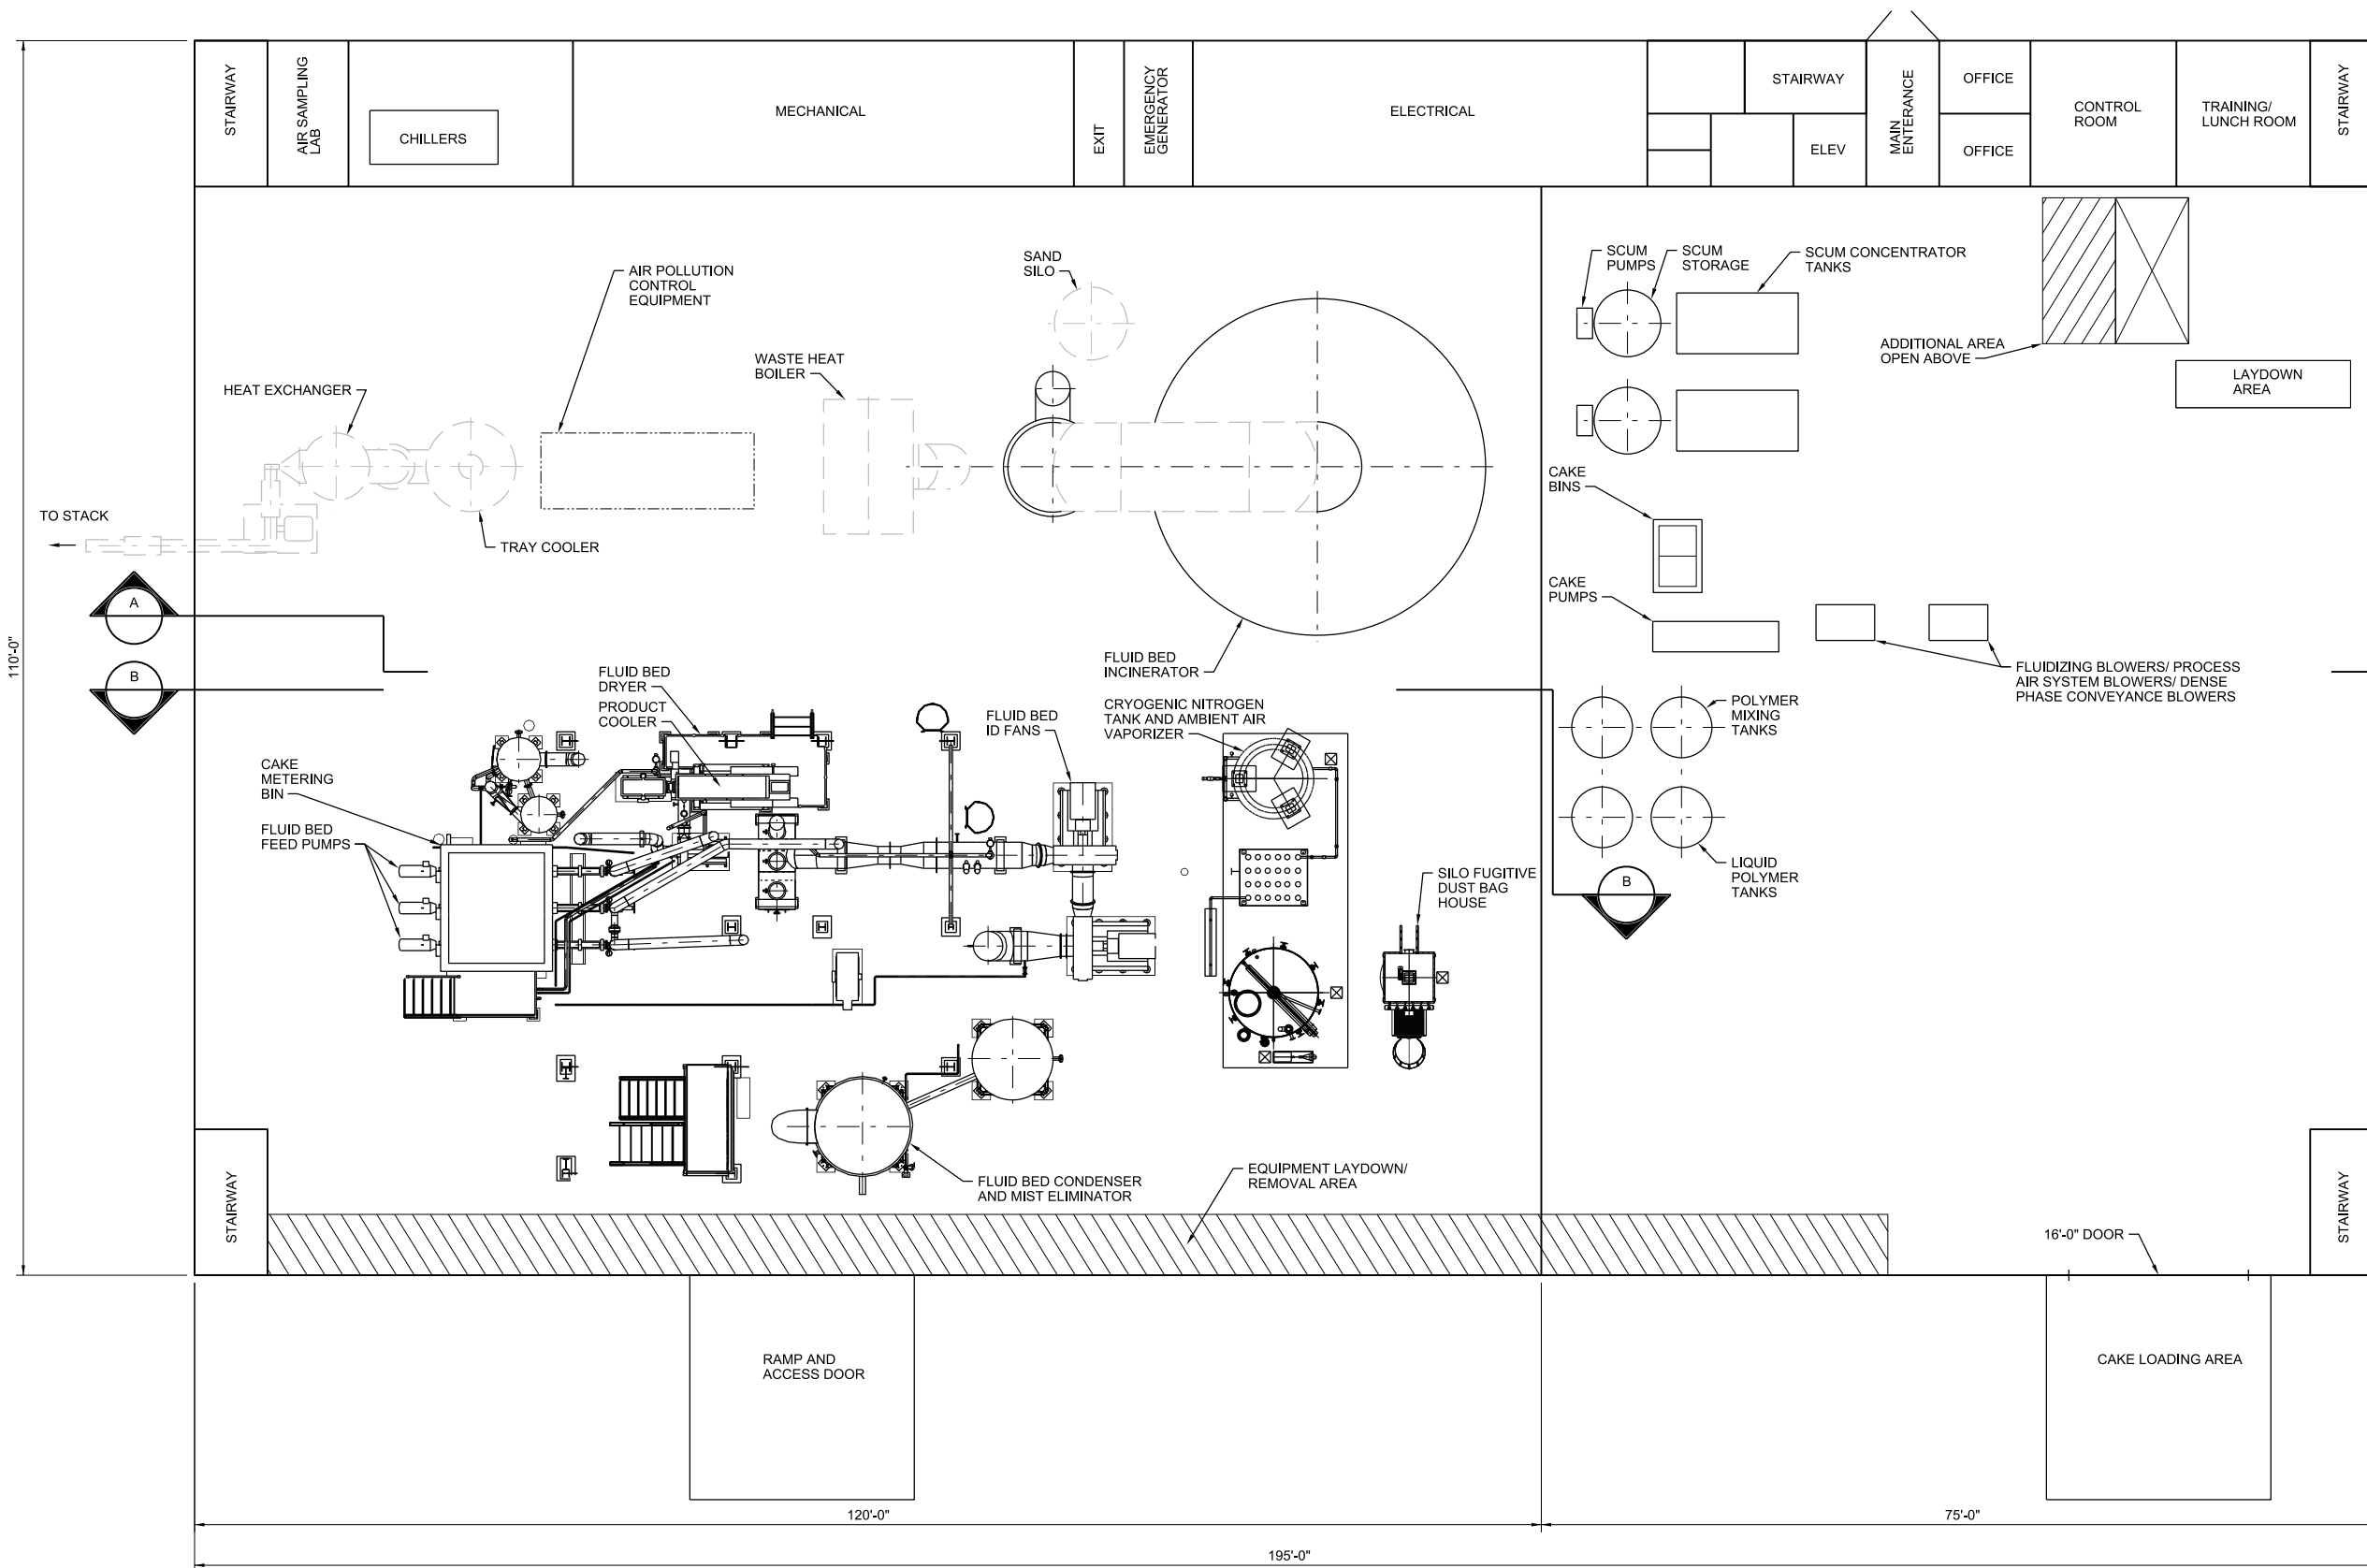 STAIRWAY
AIR SAMPLING
LAB
CHILLERS
MECHANICAL
EXIT
EMERGENCY
GENERATOR
ELECTRICAL
STAIRWAY
ELEV
MAIN
ENTERANCE
OFFICE
OFFICE
CONTROL
ROOM
TRAINING/
LUNCH ROOM
STAIRWAY
AIR POLLUTION
CONTROL
EQUIPMENT
SAND
SILO
SCUM
PUMPS
SCUM
STORAGE
SCUM CONCENTRATOR
TANKS
WASTE HEAT
BOILER
ADDITIONAL AREA
OPEN ABOVE
LAYDOWN
AREA
HEAT EXCHANGER
CAKE
BINS
TO STACK
TRAY COOLER
CAKE
PUMPS
A
B
110'-0"
FLUID BED
DRYER
PRODUCT
COOLER
FLUID BED
INCINERATOR
FLUIDIZING BLOWERS/ PROCESS
AIR SYSTEM BLOWERS/ DENSE
PHASE CONVEYANCE BLOWERS
FLUID BED
ID FANS
CRYOGENIC NITROGEN
TANK AND AMBIENT AIR
VAPORIZER
POLYMER
MIXING
TANKS
CAKE
METERING
BIN
FLUID BED
FEED PUMPS
SILO FUGITIVE
DUST BAG
HOUSE
LIQUID
POLYMER
TANKS
B
STAIRWAY
FLUID BED CONDENSER
AND MIST ELIMINATOR
EQUIPMENT LAYDOWN/
REMOVAL AREA
16'-0" DOOR
STAIRWAY
RAMP AND
ACCESS DOOR
CAKE LOADING AREA
120'-0"
75'-0"
195'-0"